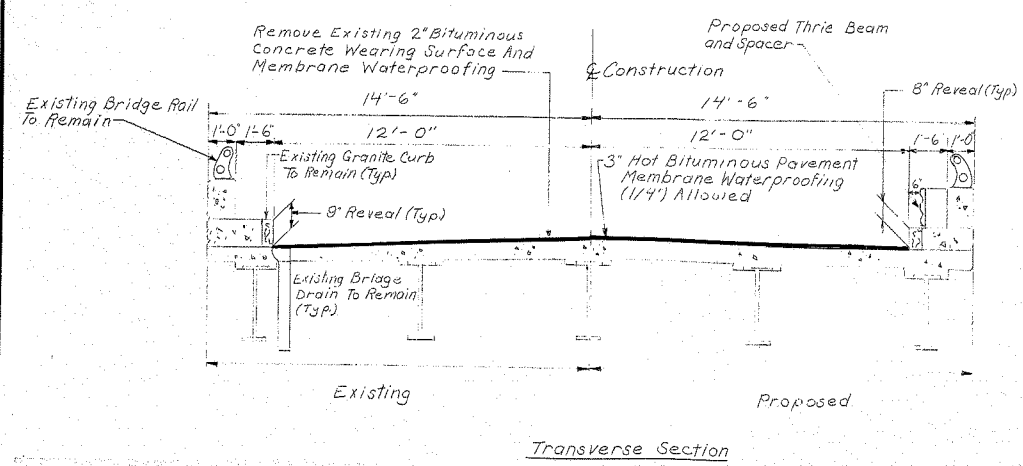 Remove Existing 2" Bituminous
Concrete Wearing Surface And
Membrane Waterproofing
Proposed Thrie Beam
and Spacer
℄ Construction
Existing Bridge Rail
To Remain
14'-6"
14'-6"
8" Reveal (Typ)
1'-0" 1'-6" 12'-0"
12'-0"
1'-6 1'-0"
Existing Granite Curb
To Remain (Typ)
3" Hot Bituminous Pavement
Membrane Waterproofing
(1/4") Allowed
6"
9" Reveal (Typ)
Existing Bridge
Drain To Remain
(Typ)
Existing
Proposed
Transverse Section